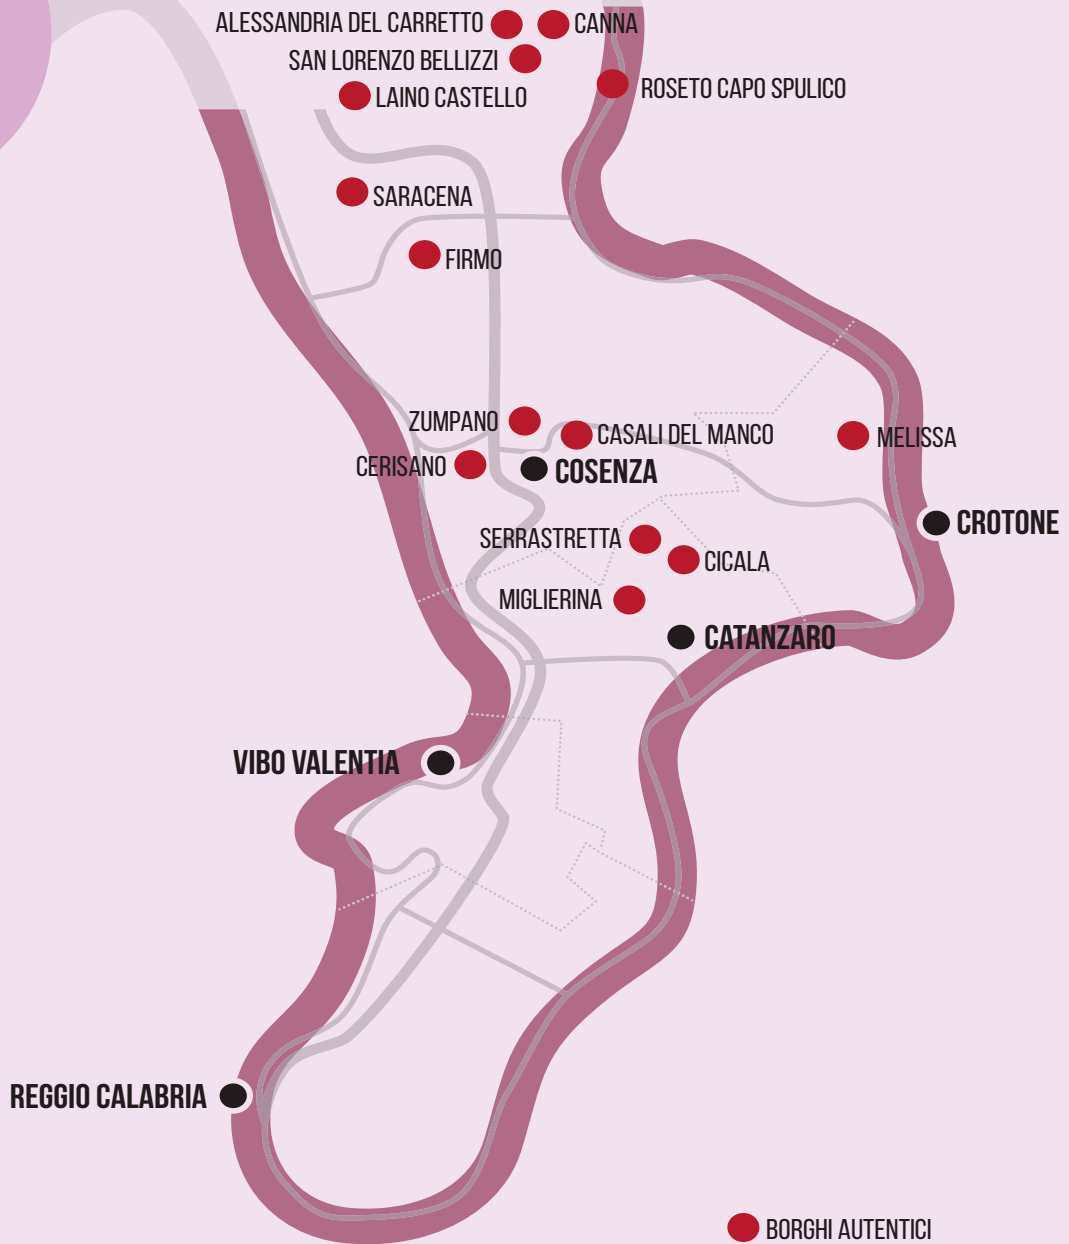 ALESSANDRIA DEL CARRETTO
CANNA
SAN LORENZO BELLIZZI
ROSETO CAPO SPULICO
LAINO CASTELLO
SARACENA
FIRMO
ZUMPANO
CASALI DEL MANCO
MELISSA
CERISANO
COSENZA
CROTONE
SERRASTRETTA
CICALA
MIGLIERINA
CATANZARO
VIBO VALENTIA
REGGIO CALABRIA
BORGHI AUTENTICI